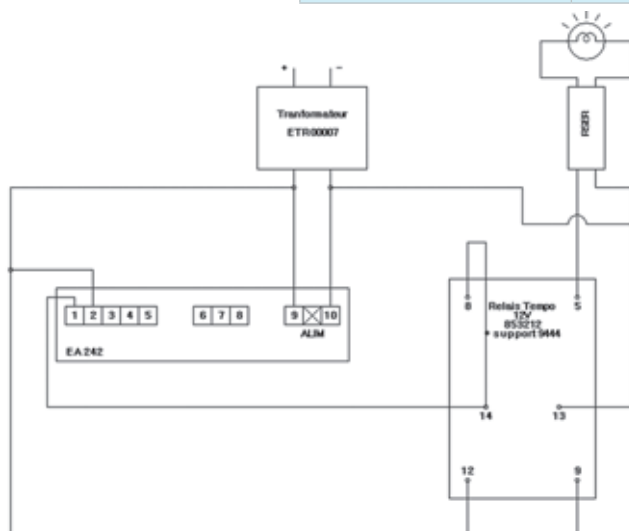 + −
Tranformateur
ETR00007
RSER
1 2 3 4 5 6 7 8 9 10
ALIM
EA 242
8 Relais Tempo 5
12V
853212
support 9444
14 13
12 9